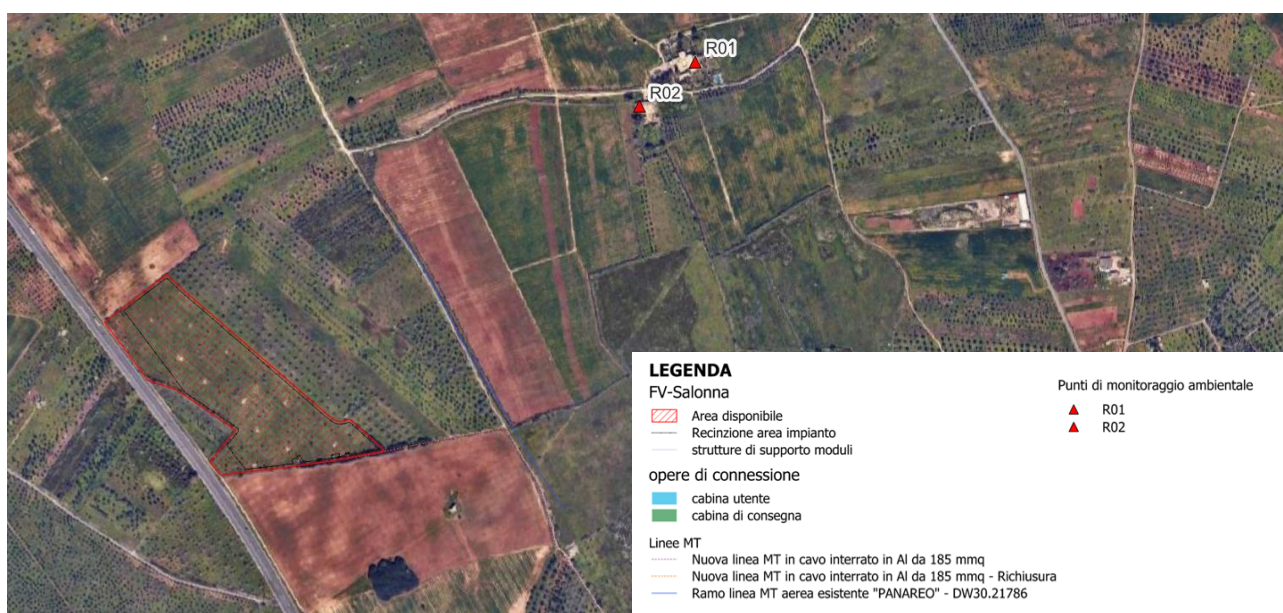 R01
R02
LEGENDA
FV-Salonna
Area disponibile
Recinzione area impianto
strutture di supporto moduli
opere di connessione
cabina utente
cabina di consegna
Linee MT
Nuova linea MT in cavo interrato in Al da 185 mmq
Nuova linea MT in cavo interrato in Al da 185 mmq - Richiusura
Ramo linea MT aerea esistente "PANAREO" - DW30.21786
Punti di monitoraggio ambientale
R01
R02